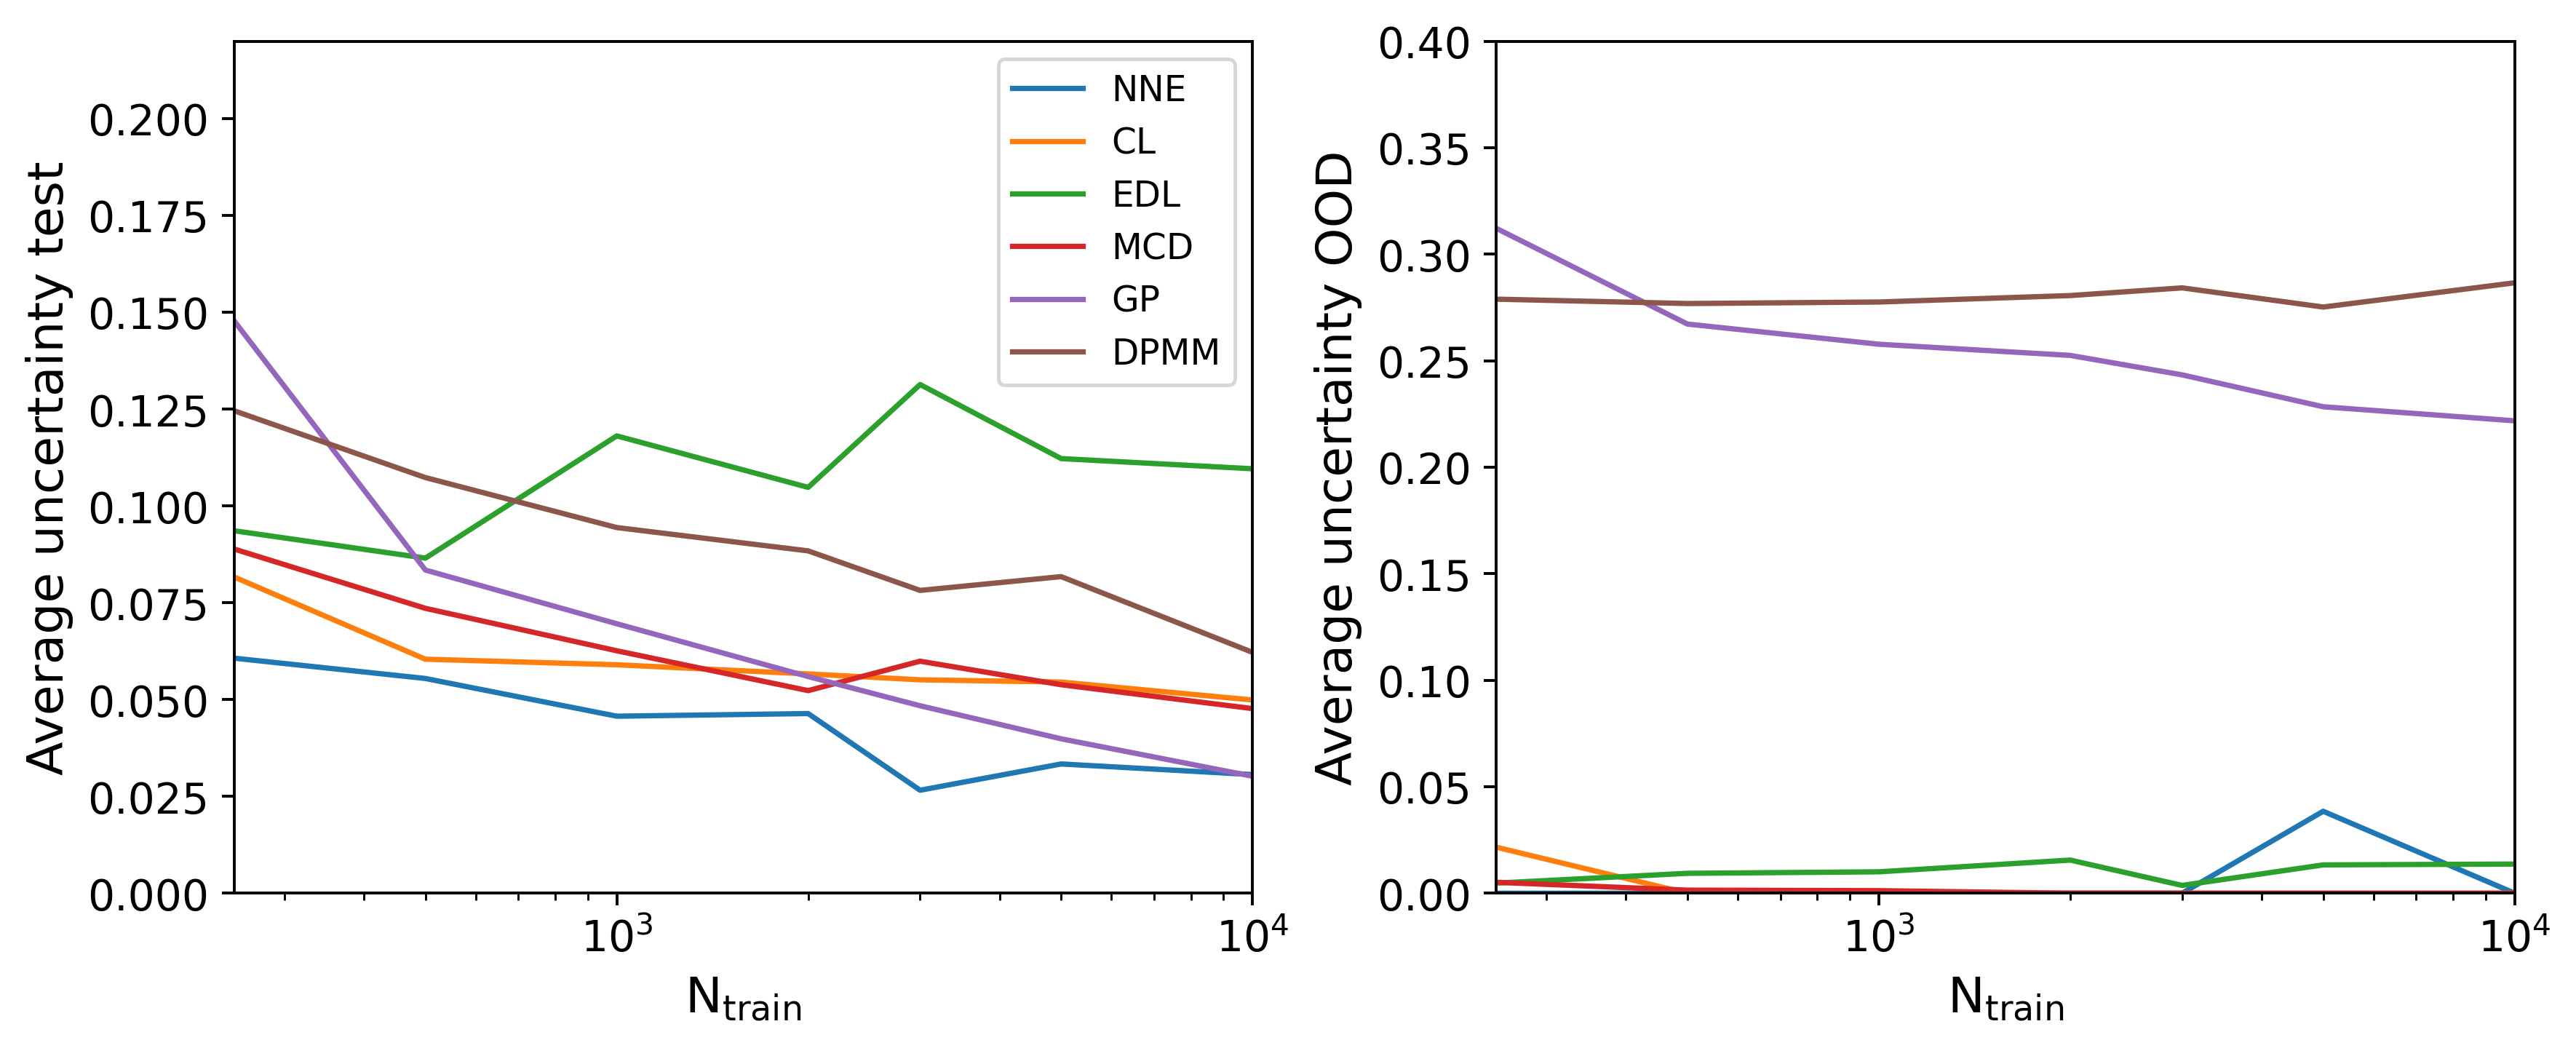 Average uncertainty test
0.200
0.175
0.150
0.125
0.100
0.075
0.050
0.025
0.000
NNE
CL
EDL
MCD
GP
DPMM
10³
10⁴
N_train
Average uncertainty OOD
0.40
0.35
0.30
0.25
0.20
0.15
0.10
0.05
0.00
10³
10⁴
N_train